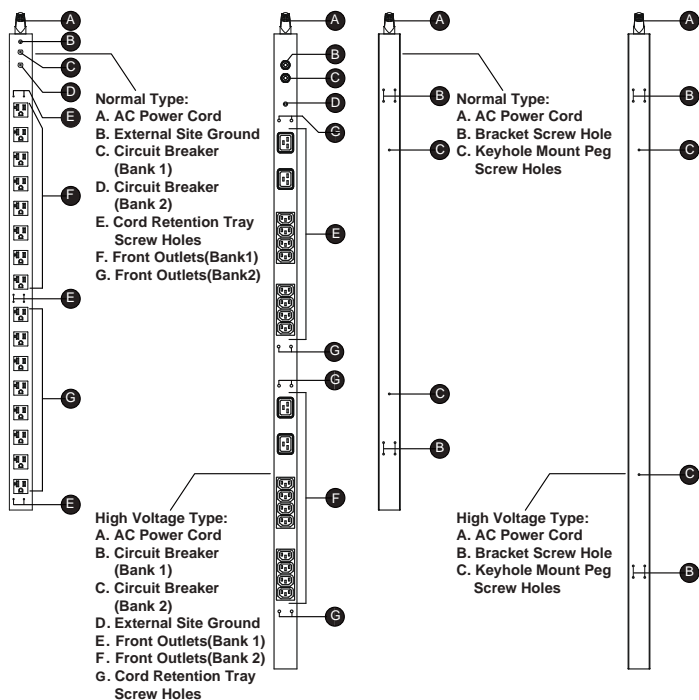 A
B
C
D
E
F
E
G
E
Normal Type:
A. AC Power Cord
B. External Site Ground
C. Circuit Breaker
(Bank 1)
D. Circuit Breaker
(Bank 2)
E. Cord Retention Tray
Screw Holes
F. Front Outlets(Bank1)
G. Front Outlets(Bank2)
A
B
C
D
G
E
G
G
F
G
High Voltage Type:
A. AC Power Cord
B. Circuit Breaker
(Bank 1)
C. Circuit Breaker
(Bank 2)
D. External Site Ground
E. Front Outlets(Bank 1)
F. Front Outlets(Bank 2)
G. Cord Retention Tray
Screw Holes
A
B
C
C
B
Normal Type:
A. AC Power Cord
B. Bracket Screw Hole
C. Keyhole Mount Peg
Screw Holes
A
B
C
C
B
High Voltage Type:
A. AC Power Cord
B. Bracket Screw Hole
C. Keyhole Mount Peg
Screw Holes